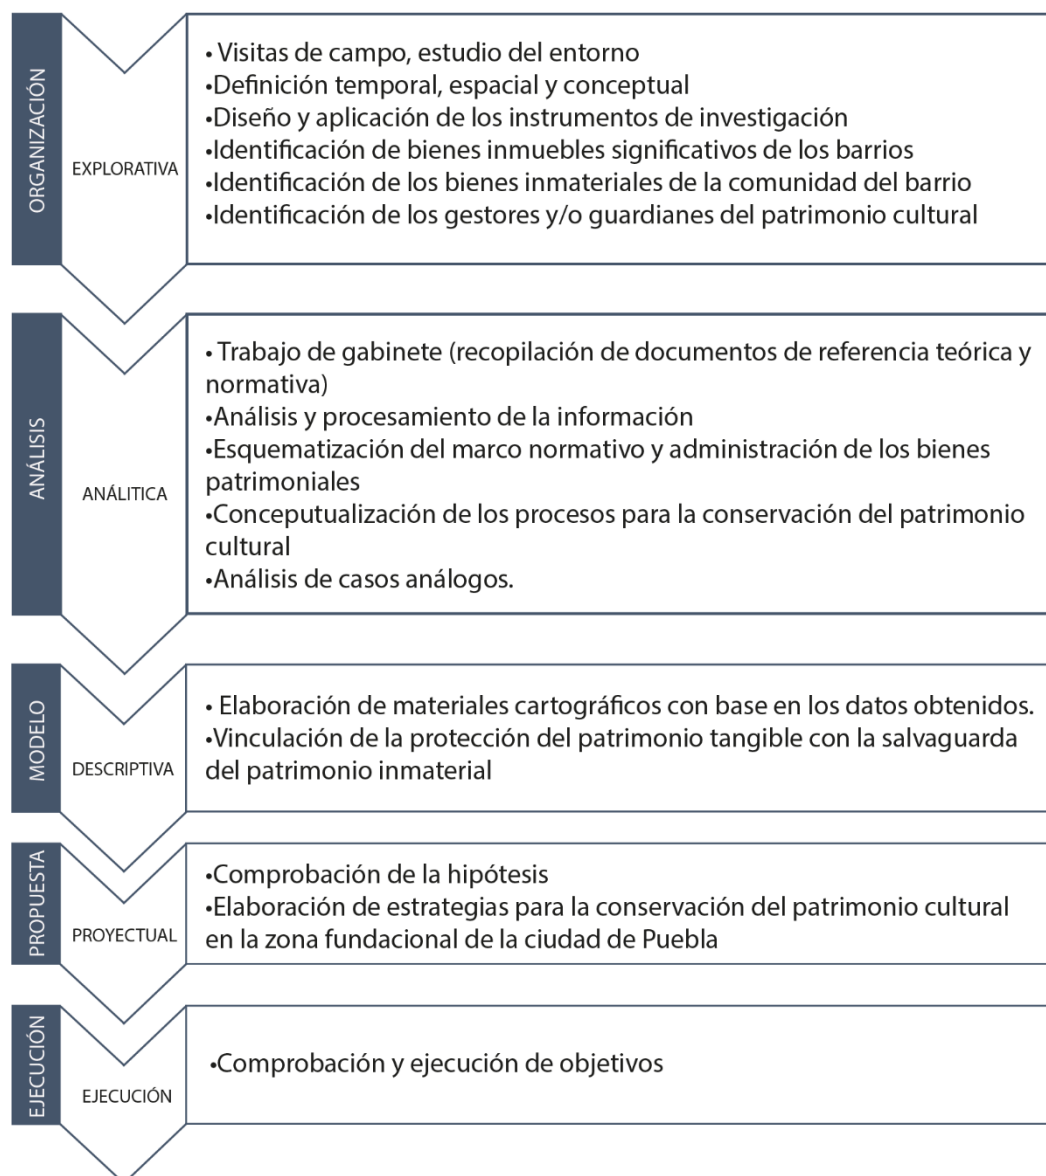 ORGANIZACIÓN
EXPLORATIVA
• Visitas de campo, estudio del entorno
•Definición temporal, espacial y conceptual
•Diseño y aplicación de los instrumentos de investigación
•Identificación de bienes inmuebles significativos de los barrios
•Identificación de los bienes inmateriales de la comunidad del barrio
•Identificación de los gestores y/o guardianes del patrimonio cultural
ANÁLISIS
ANÁLITICA
• Trabajo de gabinete (recopilación de documentos de referencia teórica y
normativa)
•Análisis y procesamiento de la información
•Esquematización del marco normativo y administración de los bienes
patrimoniales
•Conceputualización de los procesos para la conservación del patrimonio
cultural
•Análisis de casos análogos.
MODELO
DESCRIPTIVA
• Elaboración de materiales cartográficos con base en los datos obtenidos.
•Vinculación de la protección del patrimonio tangible con la salvaguarda
del patrimonio inmaterial
PROPUESTA
PROYECTUAL
•Comprobación de la hipótesis
•Elaboración de estrategias para la conservación del patrimonio cultural
en la zona fundacional de la ciudad de Puebla
EJECUCIÓN
EJECUCIÓN
•Comprobación y ejecución de objetivos